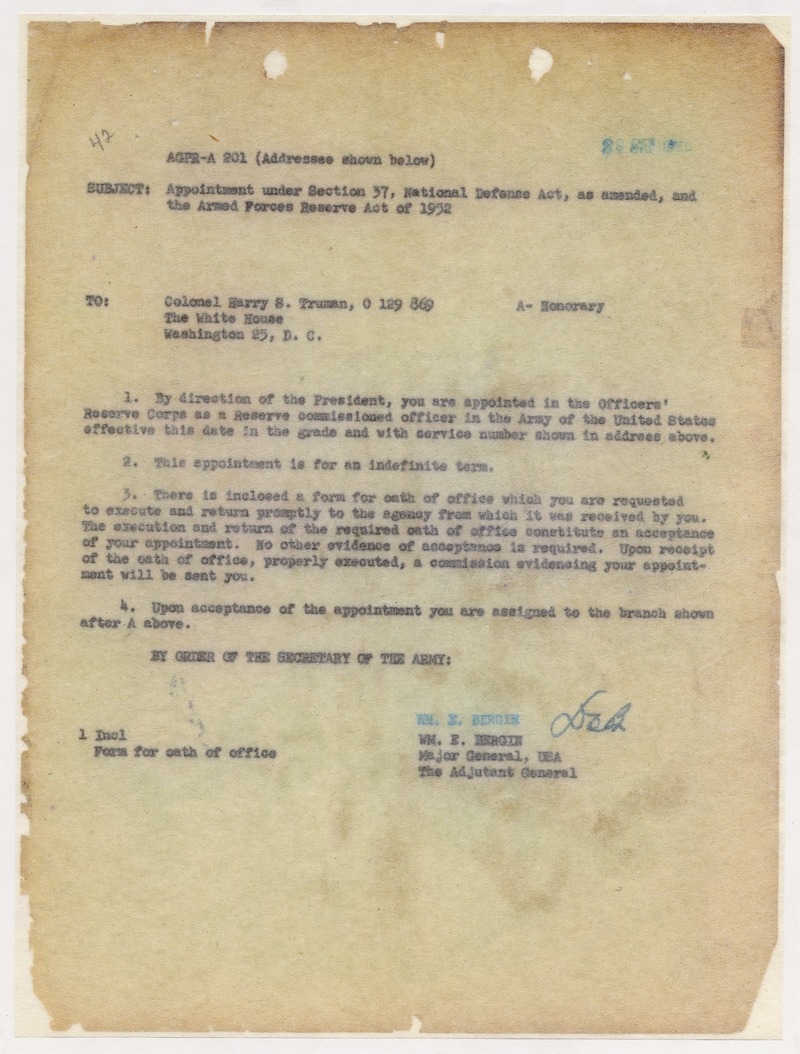 42
AGPR-A 201 (Addressee shown below)
SUBJECT: Appointment under Section 37, National Defense Act, as amended, and
the Armed Forces Reserve Act of 1952
TO: Colonel Harry S. Truman, O 129 869 A- Honorary
The White House
Washington 25, D. C.
1. By direction of the President, you are appointed in the Officers'
Reserve Corps as a Reserve commissioned officer in the Army of the United States
effective this date in the grade and with service number shown in address above.
2. This appointment is for an indefinite term.
3. There is inclosed a form for oath of office which you are requested
to execute and return promptly to the agency from which it was received by you.
The execution and return of the required oath of office constitute an acceptance
of your appointment. No other evidence of acceptance is required. Upon receipt
of the oath of office, properly executed, a commission evidencing your appoint-
ment will be sent you.
4. Upon acceptance of the appointment you are assigned to the branch shown
after A above.
BY ORDER OF THE SECRETARY OF THE ARMY:
WM. E. BERGIN
1 Incl WM. E. BERGIN
Form for oath of office Major General, USA
The Adjutant General